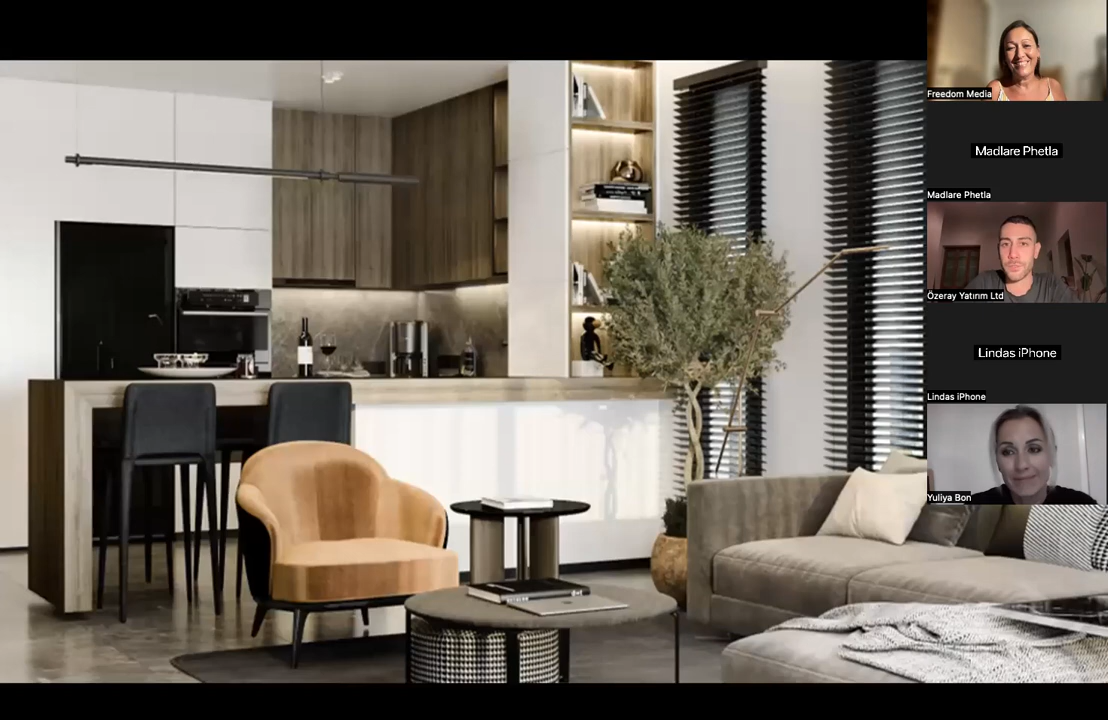 Freedom Media
Madlare Phetla
Madlare Phetla
Özeray Yatırım Ltd
Lindas iPhone
Lindas iPhone
Yuliya Bon